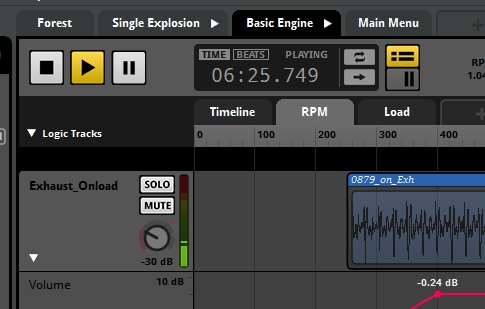 Forest Single Explosion Basic Engine Main Menu
TIME BEATS PLAYING
06:25.749
RP
1.04
Timeline RPM Load
Logic Tracks
0 100 200 300 400
Exhaust_Onload SOLO 0879_on_Exh
MUTE
-30 dB
Volume 10 dB -0.24 dB